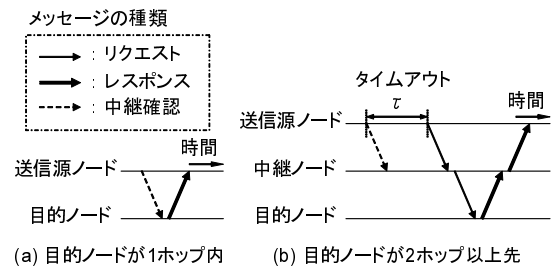 メッセージの種類
：リクエスト
：レスポンス
：中継確認
時間
送信源ノード
目的ノード
(a) 目的ノードが1ホップ内
タイムアウト
τ
時間
送信源ノード
中継ノード
目的ノード
(b) 目的ノードが2ホップ以上先